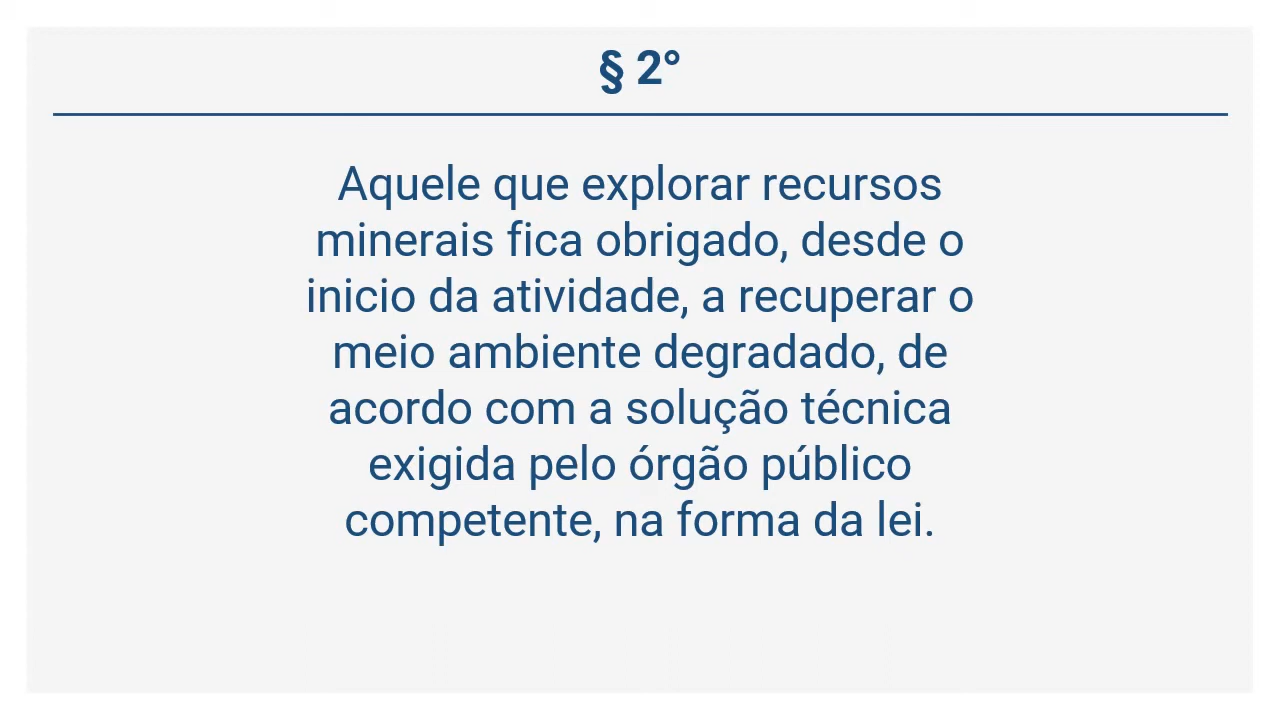 § 2°
Aquele que explorar recursos
minerais fica obrigado, desde o
inicio da atividade, a recuperar o
meio ambiente degradado, de
acordo com a solução técnica
exigida pelo órgão público
competente, na forma da lei.